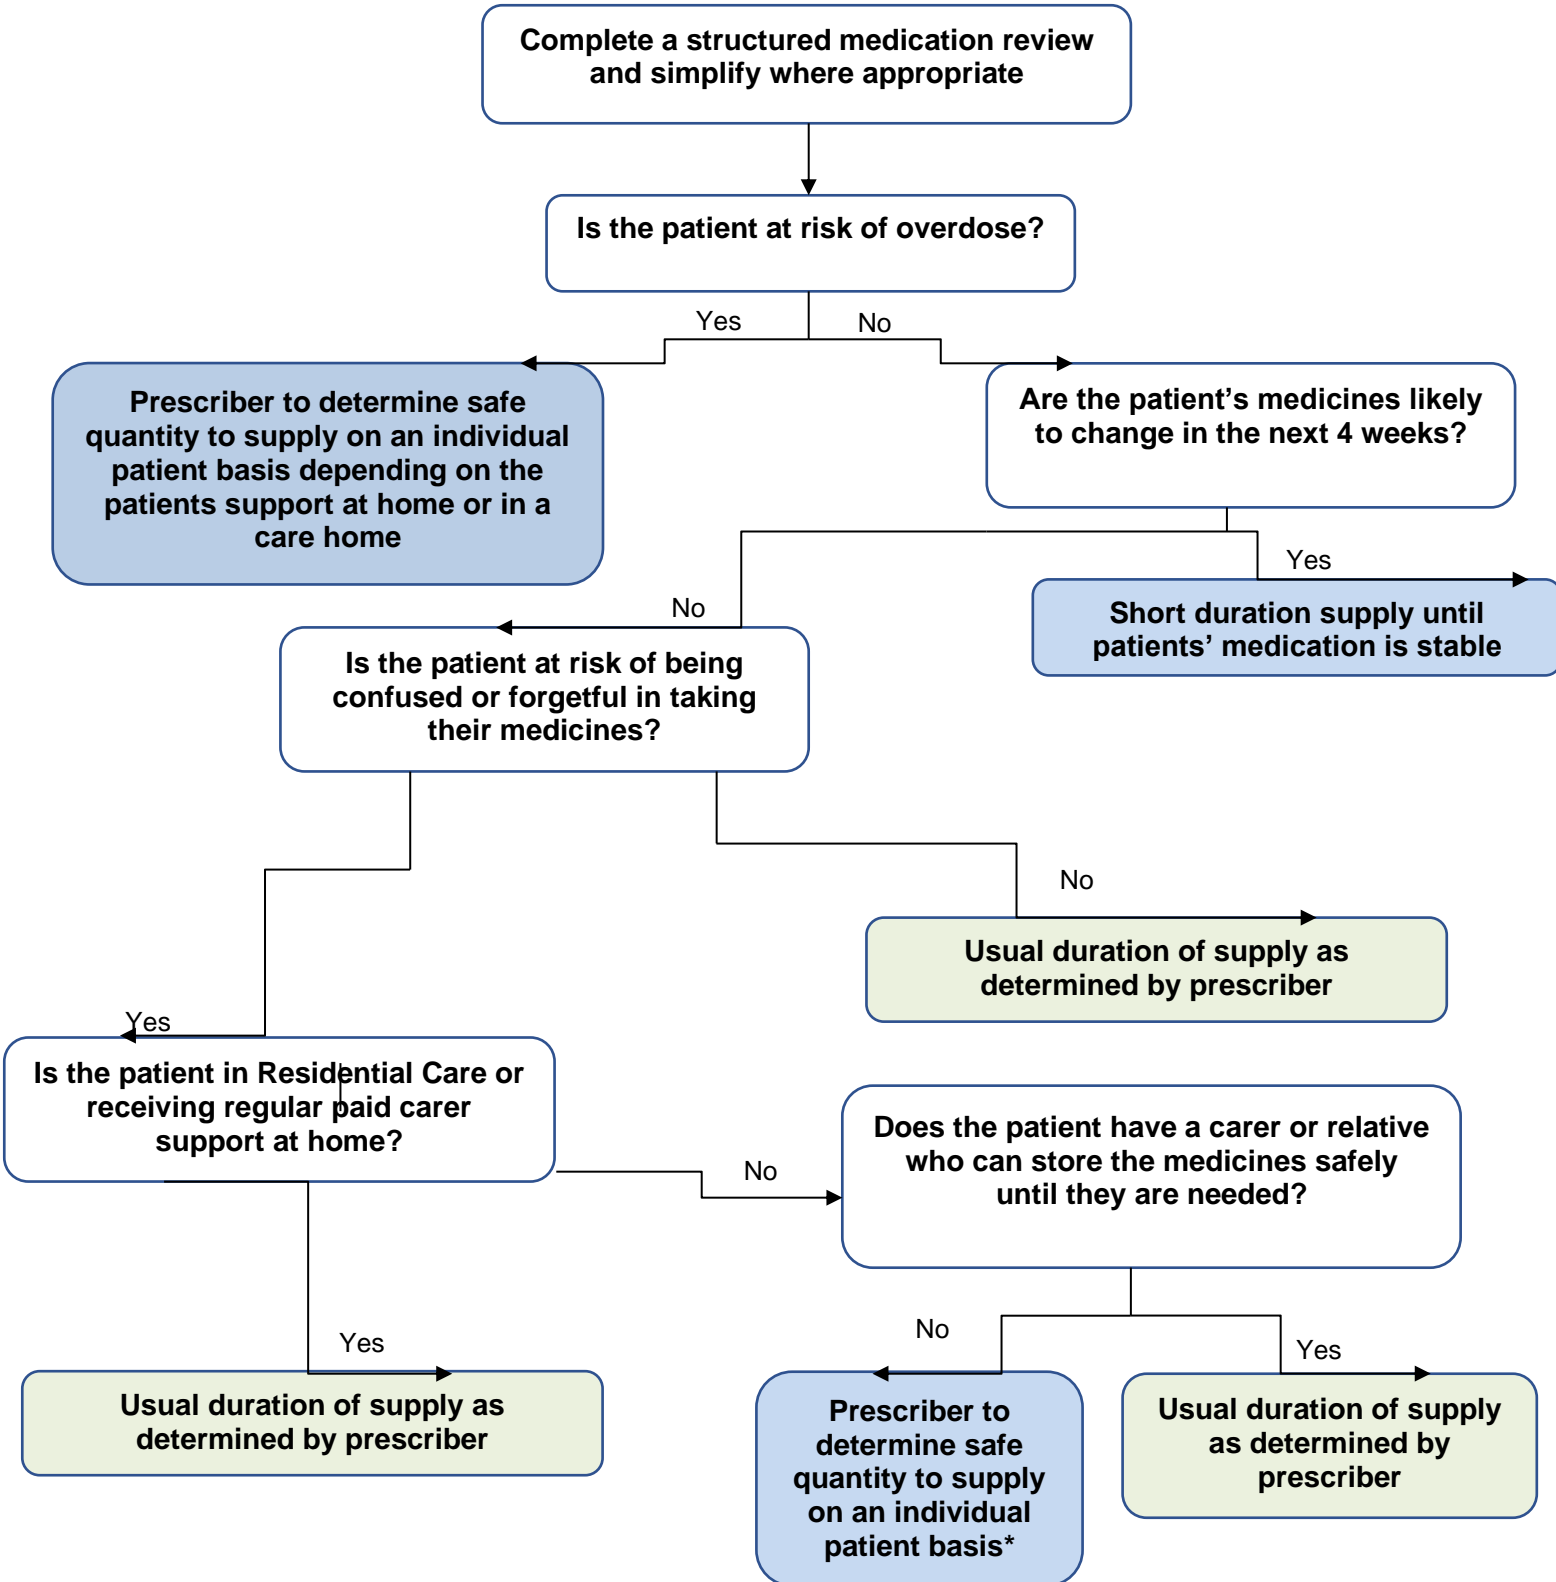 Complete a structured medication review
and simplify where appropriate
Is the patient at risk of overdose?
Yes
No
Prescriber to determine safe
quantity to supply on an individual
patient basis depending on the
patients support at home or in a
care home
Are the patient’s medicines likely
to change in the next 4 weeks?
Yes
No
Short duration supply until
patients’ medication is stable
Is the patient at risk of being
confused or forgetful in taking
their medicines?
No
Usual duration of supply as
determined by prescriber
Yes
Is the patient in Residential Care or
receiving regular paid carer
support at home?
No
Does the patient have a carer or relative
who can store the medicines safely
until they are needed?
Yes
Usual duration of supply as
determined by prescriber
No
Prescriber to
determine safe
quantity to supply
on an individual
patient basis*
Yes
Usual duration of supply
as determined by
prescriber